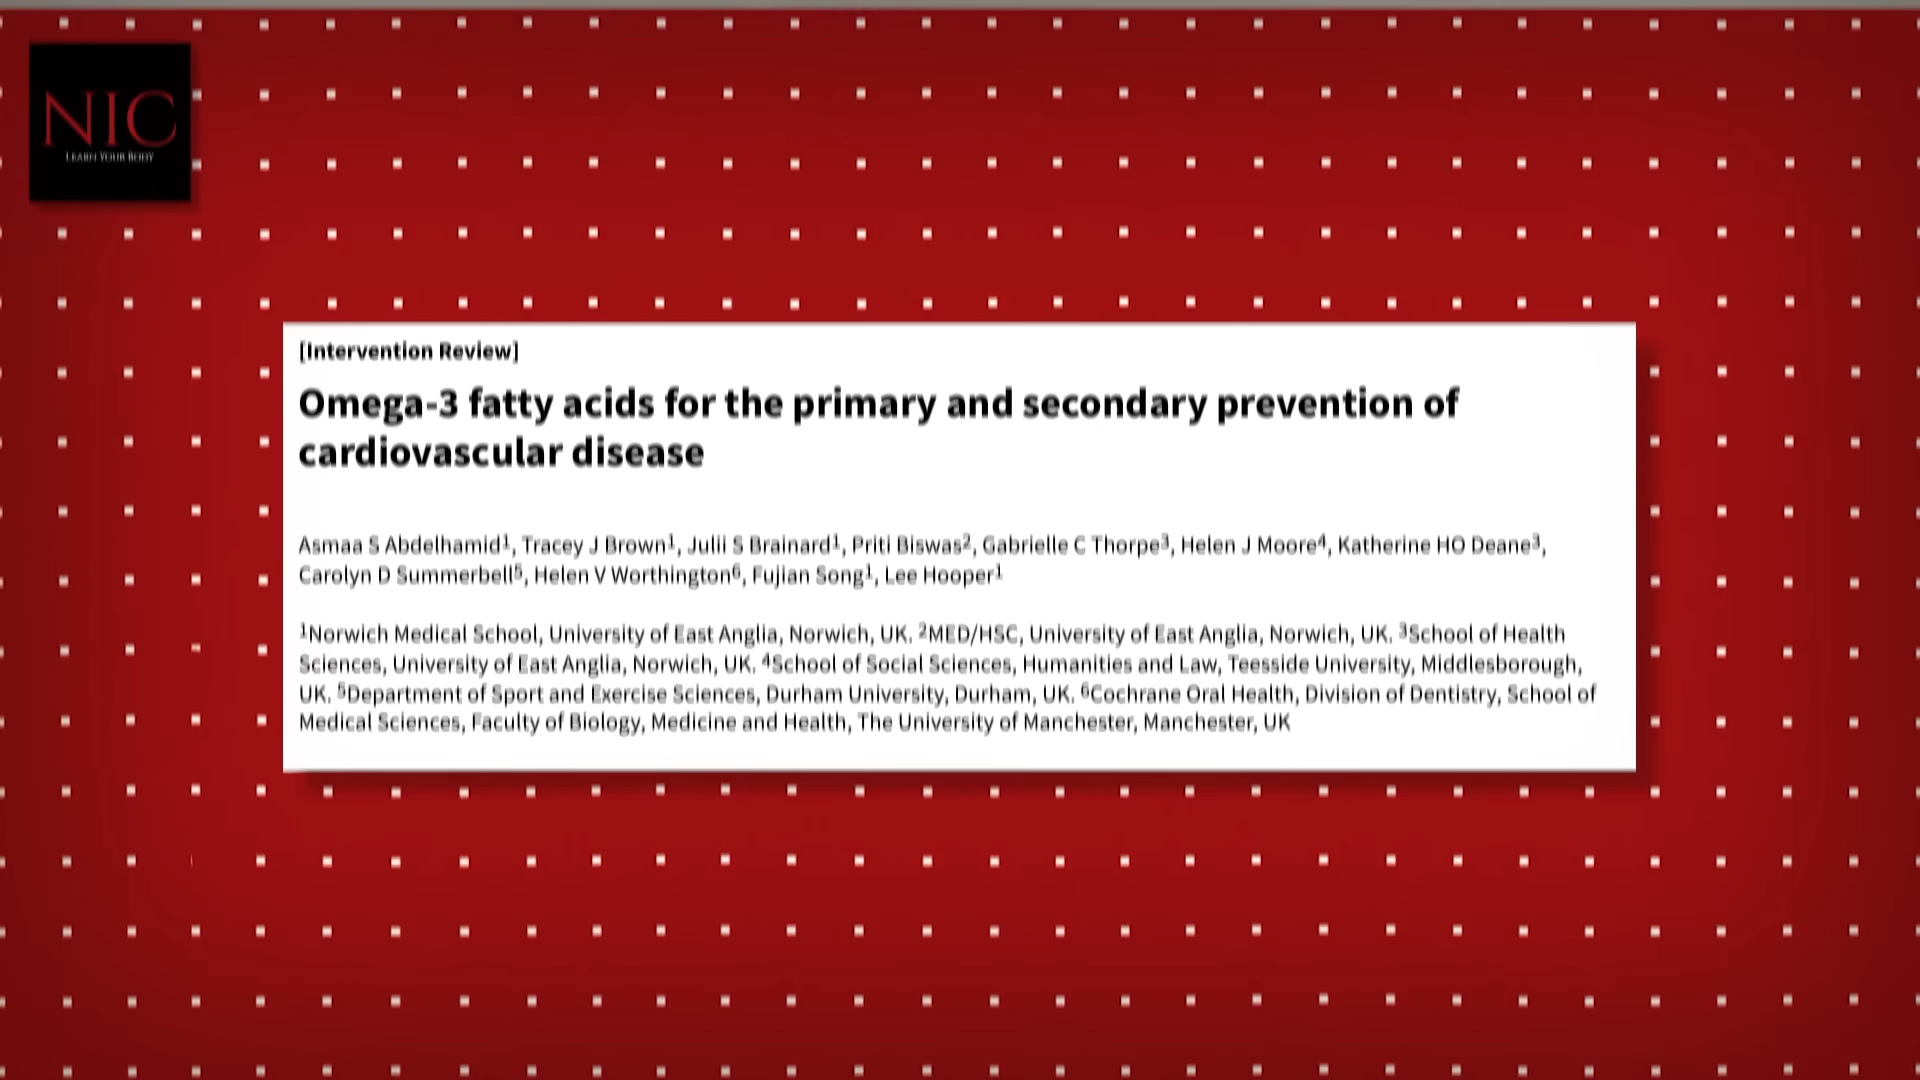 NIC
LEARN YOUR BODY
[Intervention Review]
Omega-3 fatty acids for the primary and secondary prevention of
cardiovascular disease
Asmaa S Abdelhamid1, Tracey J Brown1, Julii S Brainard1, Priti Biswas2, Gabrielle C Thorpe3, Helen J Moore4, Katherine HO Deane3,
Carolyn D Summerbell5, Helen V Worthington6, Fujian Song1, Lee Hooper1
1Norwich Medical School, University of East Anglia, Norwich, UK. 2MED/HSC, University of East Anglia, Norwich, UK. 3School of Health
Sciences, University of East Anglia, Norwich, UK. 4School of Social Sciences, Humanities and Law, Teesside University, Middlesborough,
UK. 5Department of Sport and Exercise Sciences, Durham University, Durham, UK. 6Cochrane Oral Health, Division of Dentistry, School of
Medical Sciences, Faculty of Biology, Medicine and Health, The University of Manchester, Manchester, UK